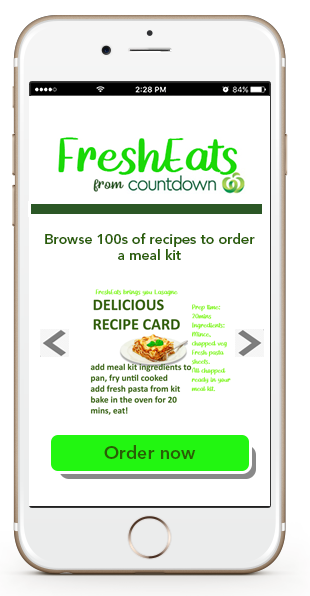 2:28 PM
84%
FreshEats
from countdown
Browse 100s of recipes to order
a meal kit
FreshEats brings you Lasagne
DELICIOUS
RECIPE CARD
add meal kit ingredients to
pan, fry until cooked
add fresh pasta from kit
bake in the oven for 20
mins, eat!
Prep time:
20mins
Ingredients:
Mince,
chopped veg
Fresh pasta
sheets.
All chopped
ready in your
meal kit.
Order now